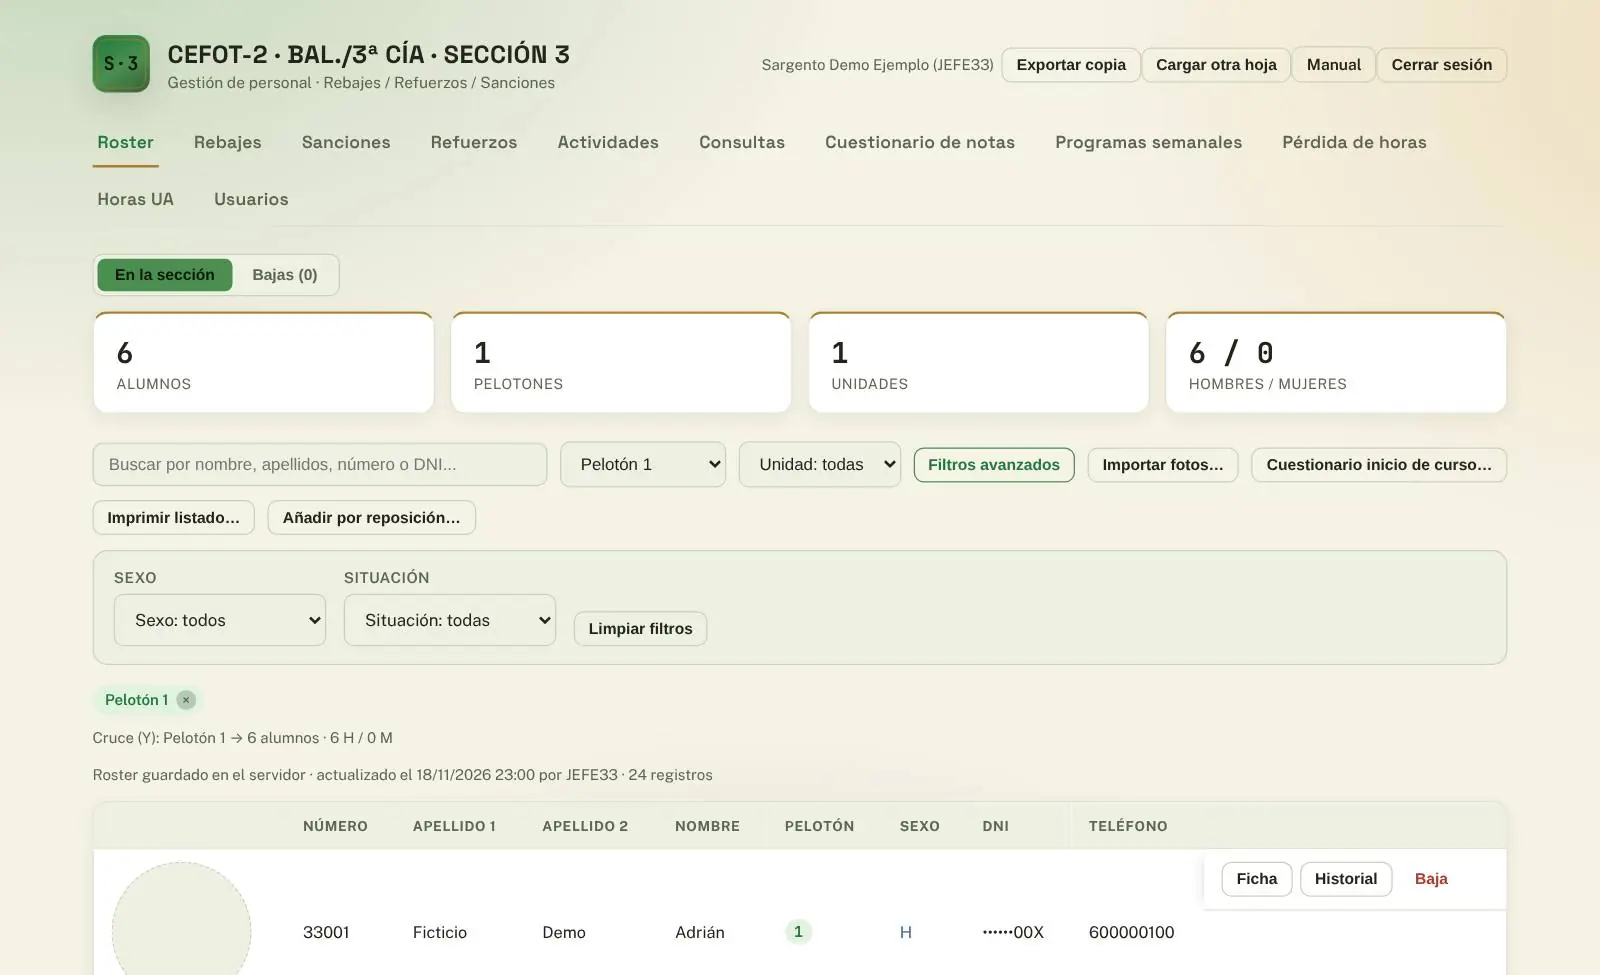 S·3
CEFOT-2 · BAL./3ª CÍA · SECCIÓN 3
Gestión de personal · Rebajes / Refuerzos / Sanciones
Sargento Demo Ejemplo (JEFE33)
Exportar copia
Cargar otra hoja
Manual
Cerrar sesión
Roster Rebajes Sanciones Refuerzos Actividades Consultas Cuestionario de notas Programas semanales Pérdida de horas
Horas UA Usuarios
En la sección Bajas (0)
6
ALUMNOS
1
PELOTONES
1
UNIDADES
6 / 0
HOMBRES / MUJERES
Buscar por nombre, apellidos, número o DNI... Pelotón 1 Unidad: todas Filtros avanzados Importar fotos... Cuestionario inicio de curso...
Imprimir listado... Añadir por reposición...
SEXO SITUACIÓN
Sexo: todos Situación: todas Limpiar filtros
Pelotón 1 ×
Cruce (Y): Pelotón 1 → 6 alumnos · 6 H / 0 M
Roster guardado en el servidor · actualizado el 18/11/2026 23:00 por JEFE33 · 24 registros
NÚMERO APELLIDO 1 APELLIDO 2 NOMBRE PELOTÓN SEXO DNI TELÉFONO
Ficha Historial Baja
33001 Ficticio Demo Adrián 1 H ••••••00X 600000100